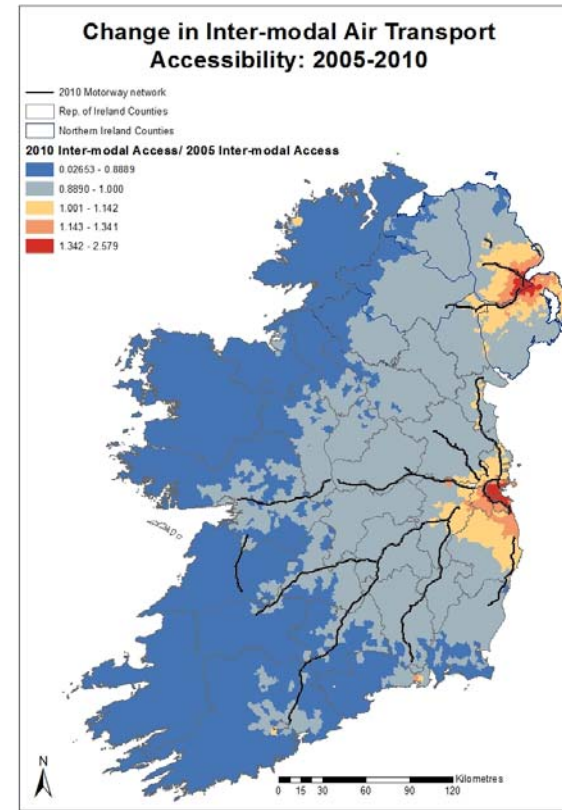 Change in Inter-modal Air Transport
Accessibility: 2005-2010
2010 Motorway network
Rep. of Ireland Counties
Northern Ireland Counties
2010 Inter-modal Access/ 2005 Inter-modal Access
0.02653 - 0.8889
0.8890 - 1.000
1.001 - 1.142
1.143 - 1.341
1.342 - 2.579
N
Kilometres
0 15 30 60 90 120